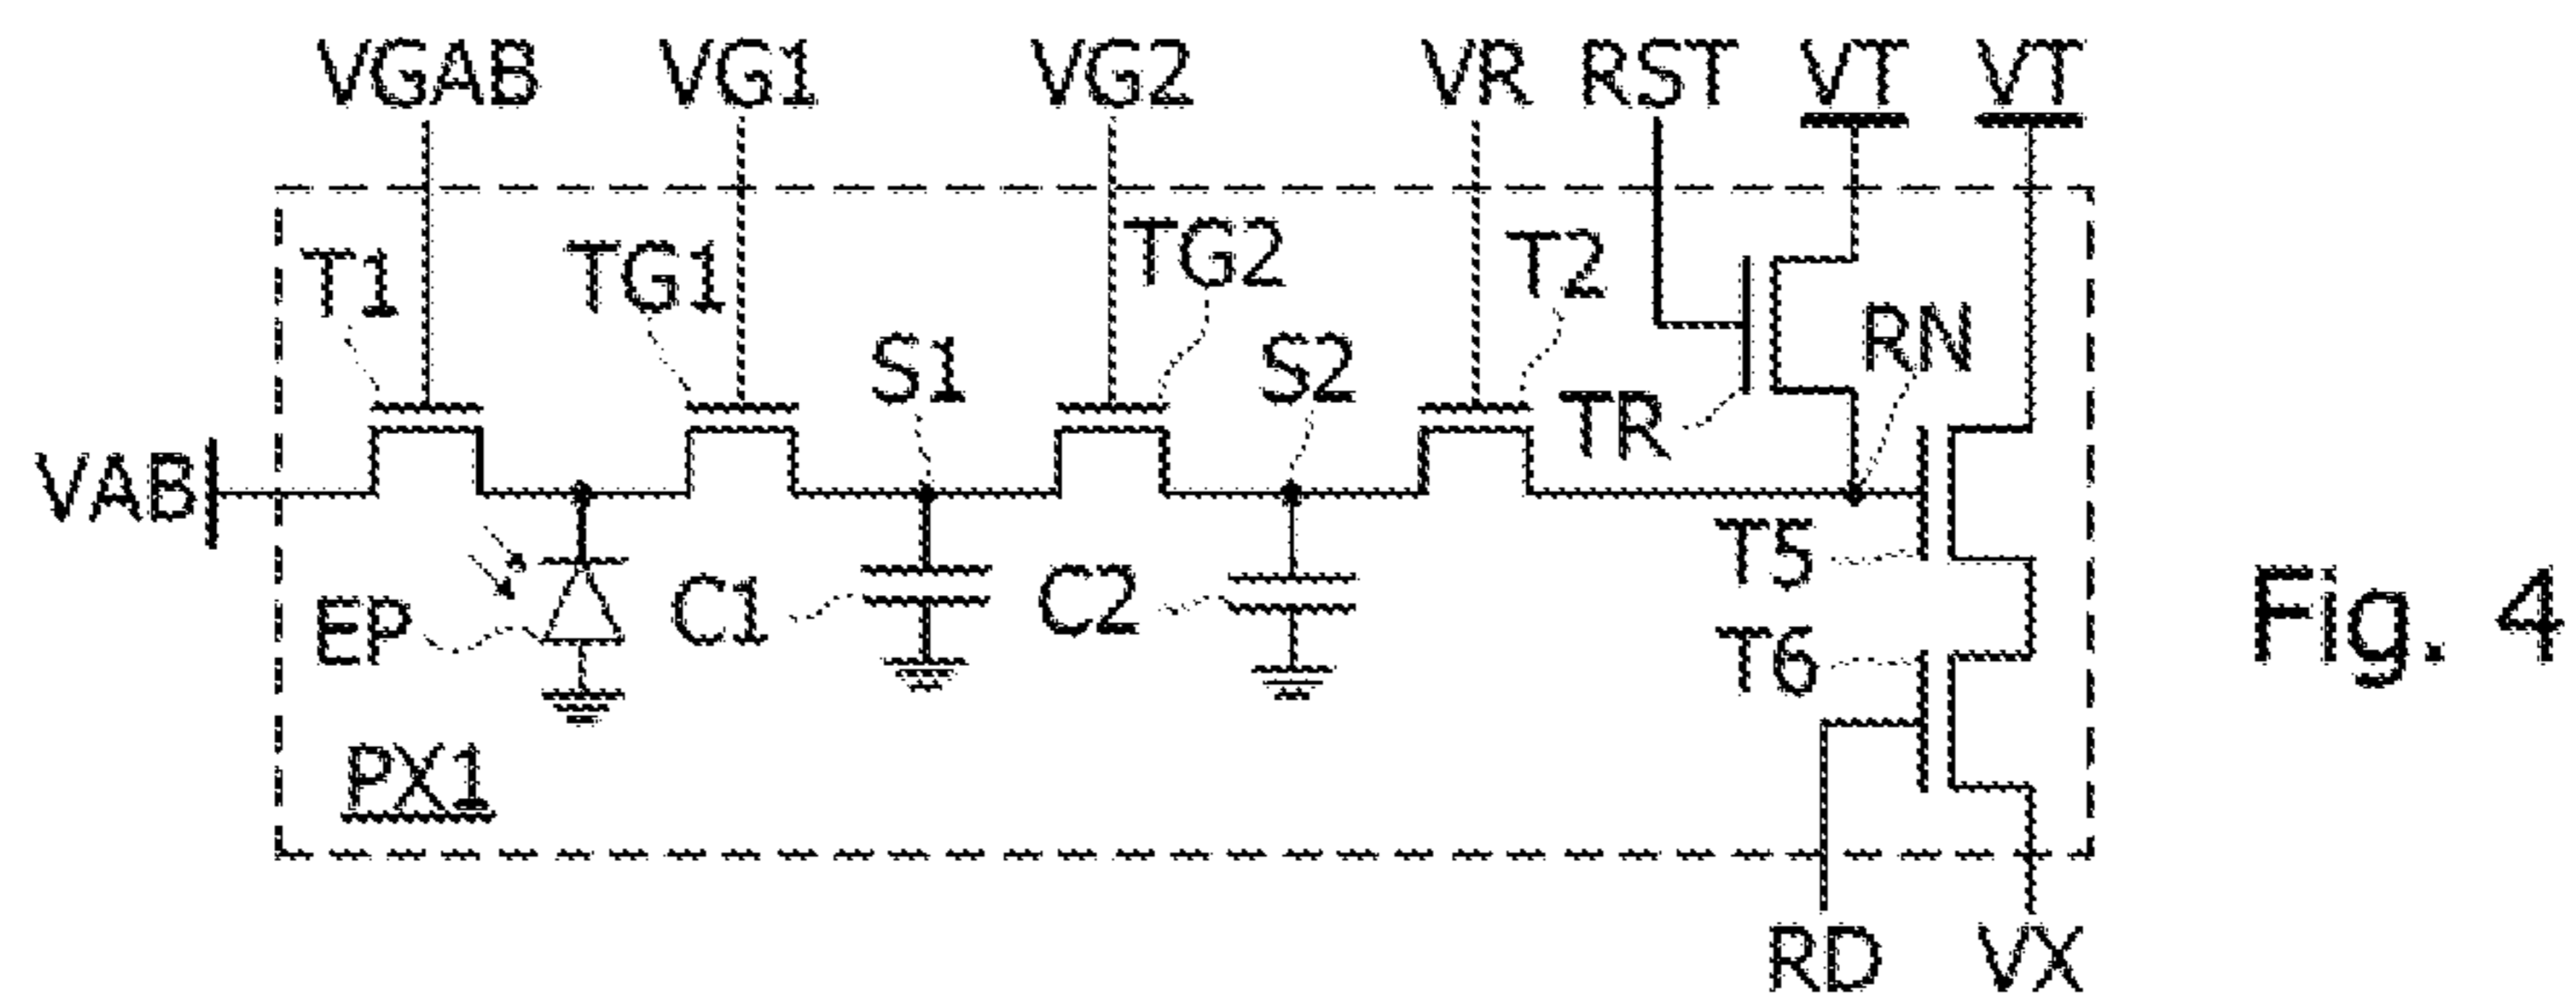 VGAB VG1 VG2 VR RST VT VT
T1 TG1 TG2 T2
S1 S2 TR RN
VAB
EP C1 C2 T5
T6
PX1
RD VX
Fig. 4